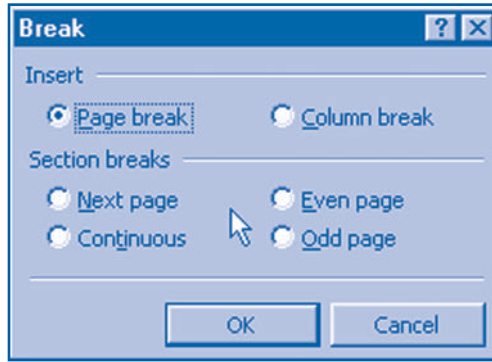 Break
Insert
Page break Column break
Section breaks
Next page Even page
Continuous Odd page
OK Cancel